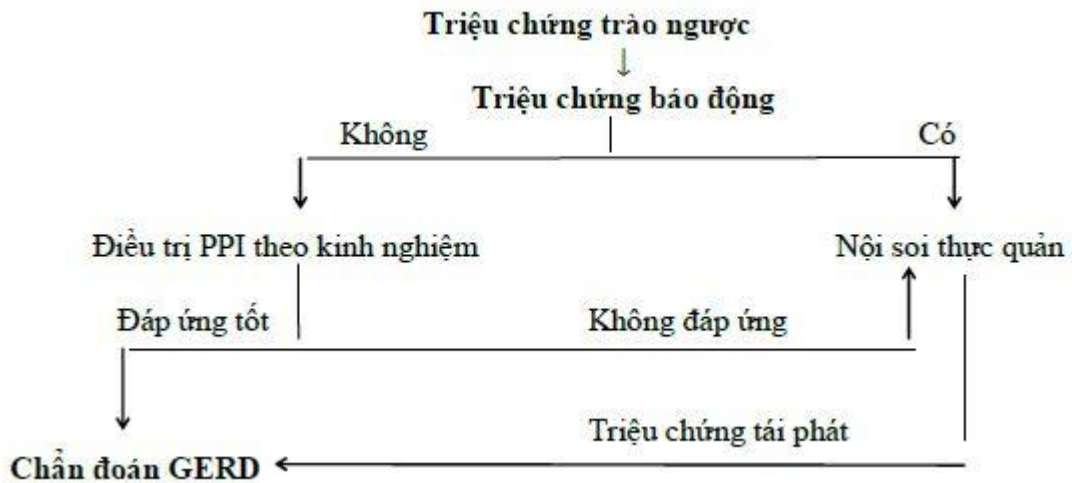 Triệu chứng trào ngược
Triệu chứng báo động
Không
Có
Điều trị PPI theo kinh nghiệm
Nội soi thực quản
Đáp ứng tốt
Không đáp ứng
Triệu chứng tái phát
Chẩn đoán GERD